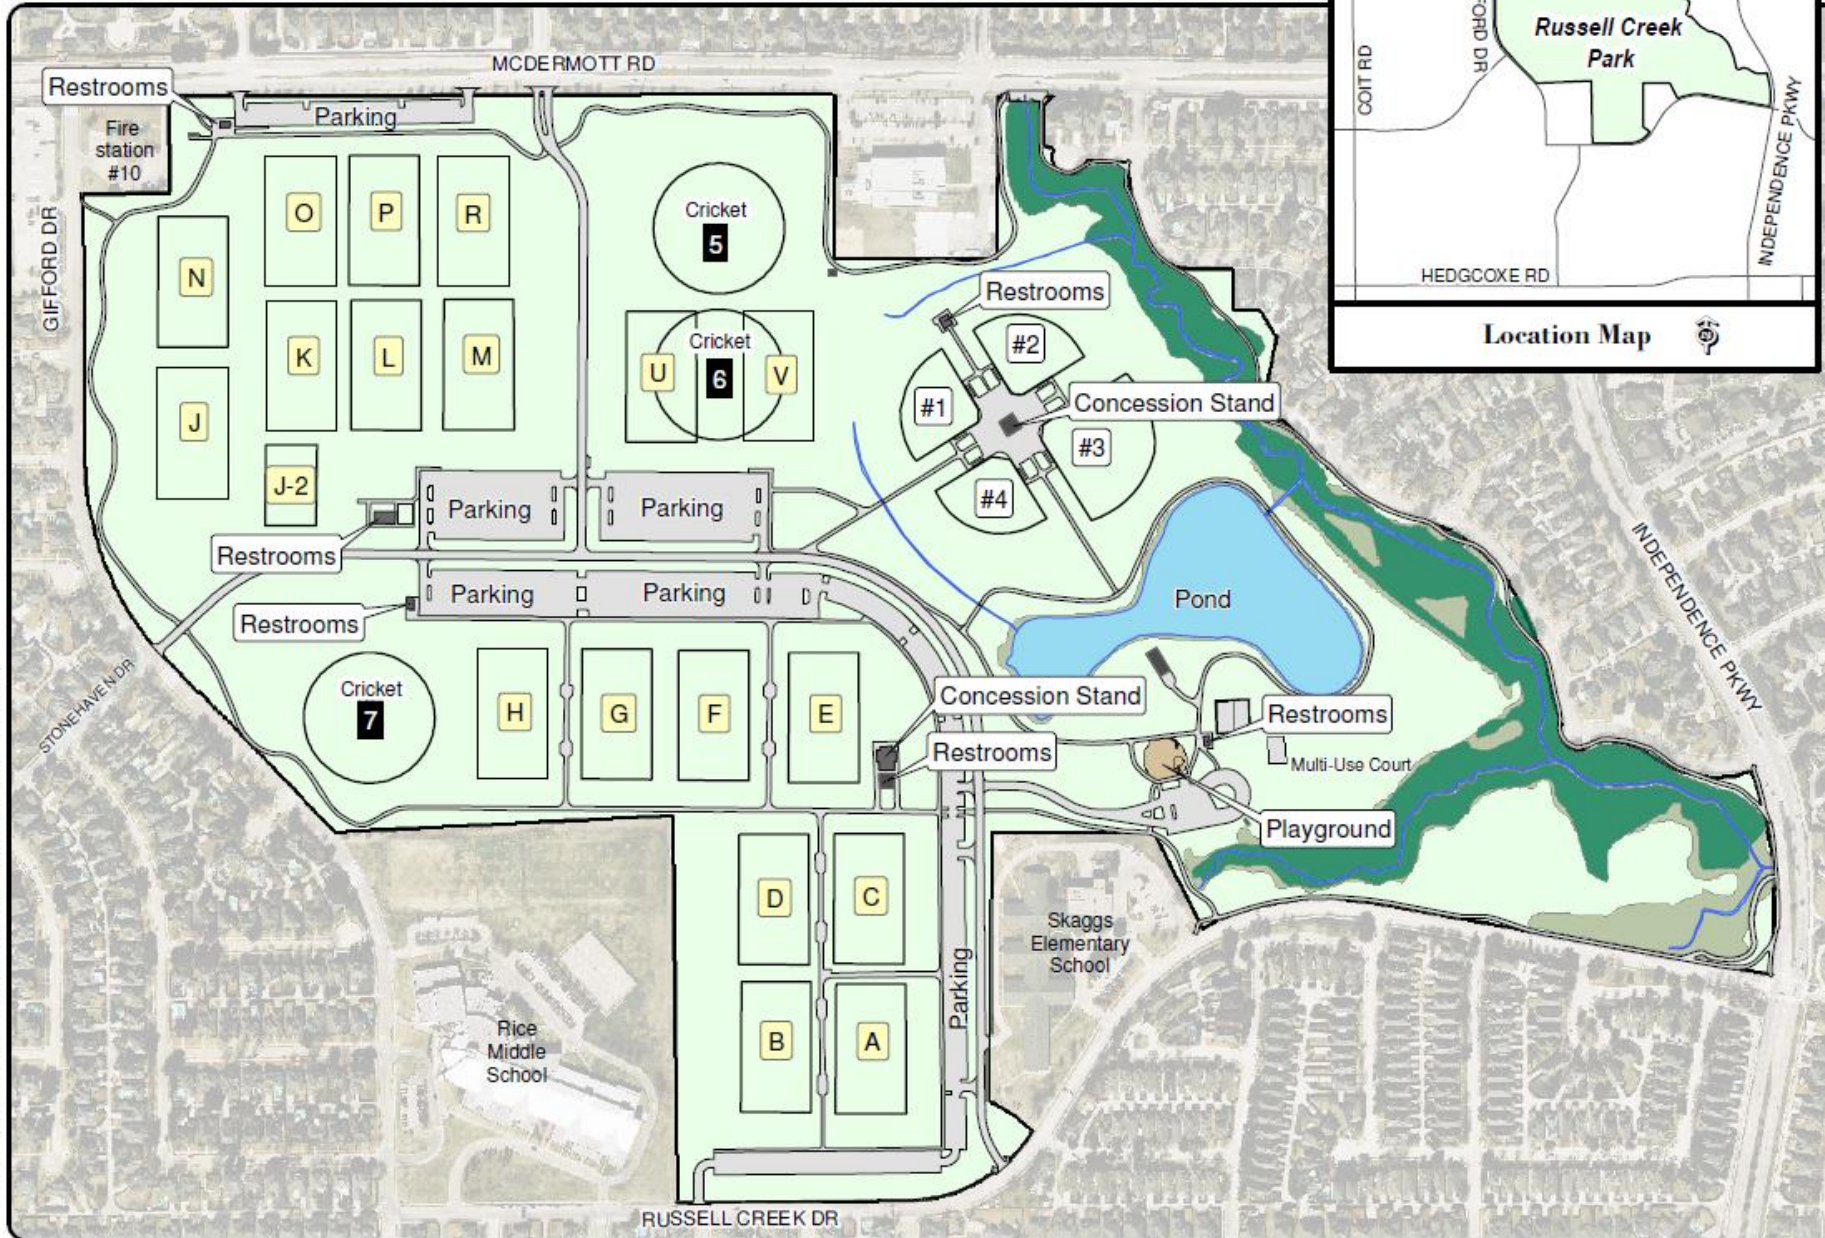 MCDERMOTT RD
Restrooms
Parking
Fire
station
#10
GIFFORD DR
O
P
R
N
K
L
M
J
J-2
Cricket
5
Cricket
6
U
V
Restrooms
#2
#1
Concession Stand
#3
#4
Parking
Parking
Restrooms
Parking
Parking
Restrooms
Pond
STONEHAVEN DR
Cricket
7
H
G
F
E
Concession Stand
Restrooms
Restrooms
Multi-Use Court
Playground
INDEPENDENCE PKWY
D
C
B
A
Parking
Skaggs
Elementary
School
Rice
Middle
School
RUSSELL CREEK DR
Russell Creek
Park
COIT RD
FORD DR
INDEPENDENCE PKWY
HEDGCOXE RD
Location Map